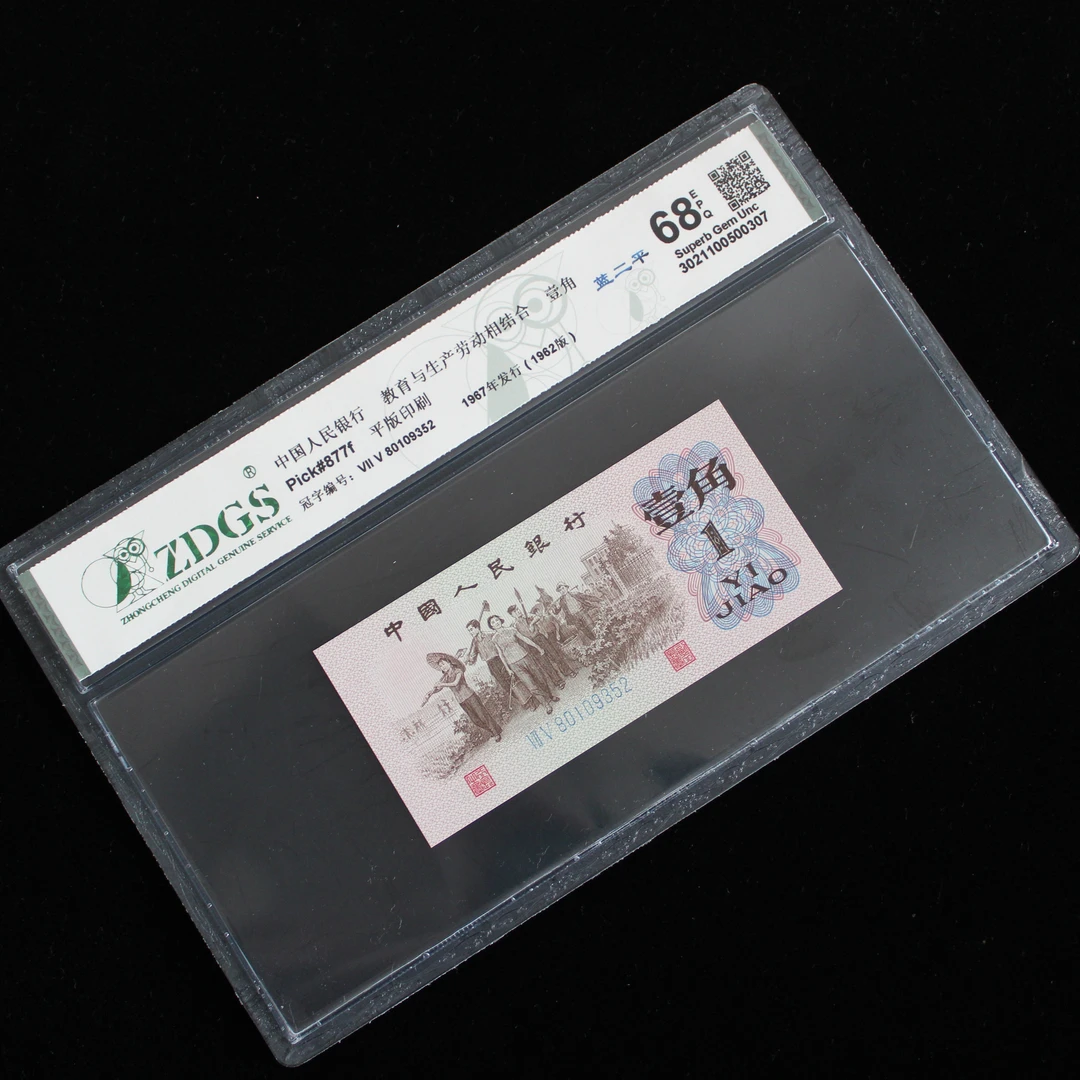 ZDGS®
ZHONGCHENG DIGITAL GENUINE SERVICE
中国人民银行 教育与生产劳动相结合 壹角
Pick#877f 平版印刷 1967年发行(1962版)
冠字编号: VII V 80109352
蓝二平
68 EPQ
Superb Gem Unc
3021100500307
中國人民銀行
壹角
1
YI
JIAO
VII V 80109352